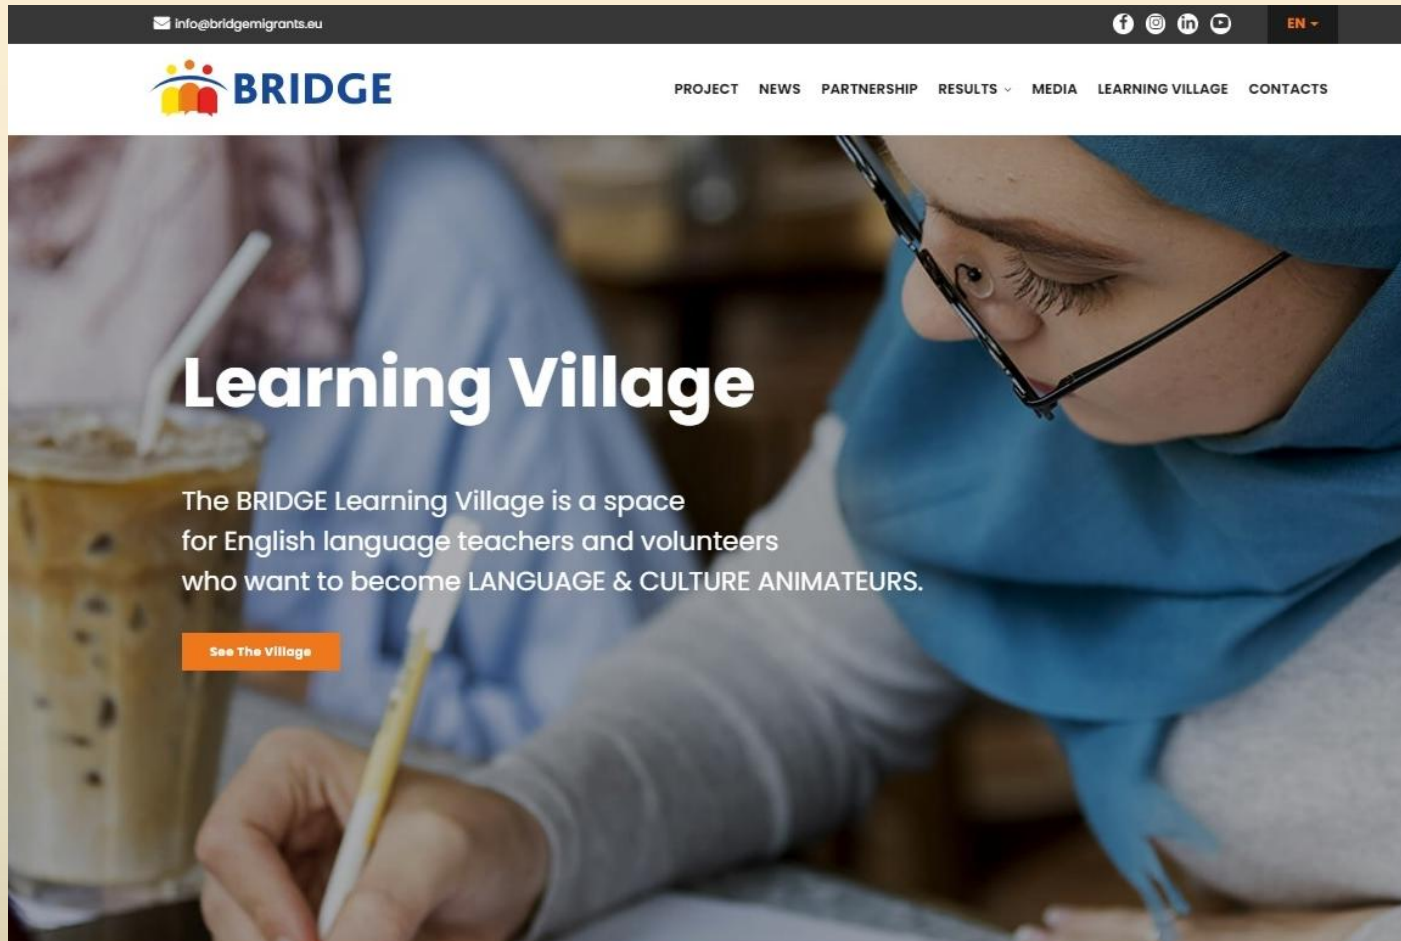 info@bridgemigrants.eu
EN
BRIDGE
PROJECT NEWS PARTNERSHIP RESULTS MEDIA LEARNING VILLAGE CONTACTS
Learning Village
The BRIDGE Learning Village is a space
for English language teachers and volunteers
who want to become LANGUAGE & CULTURE ANIMATEURS.
See The Village